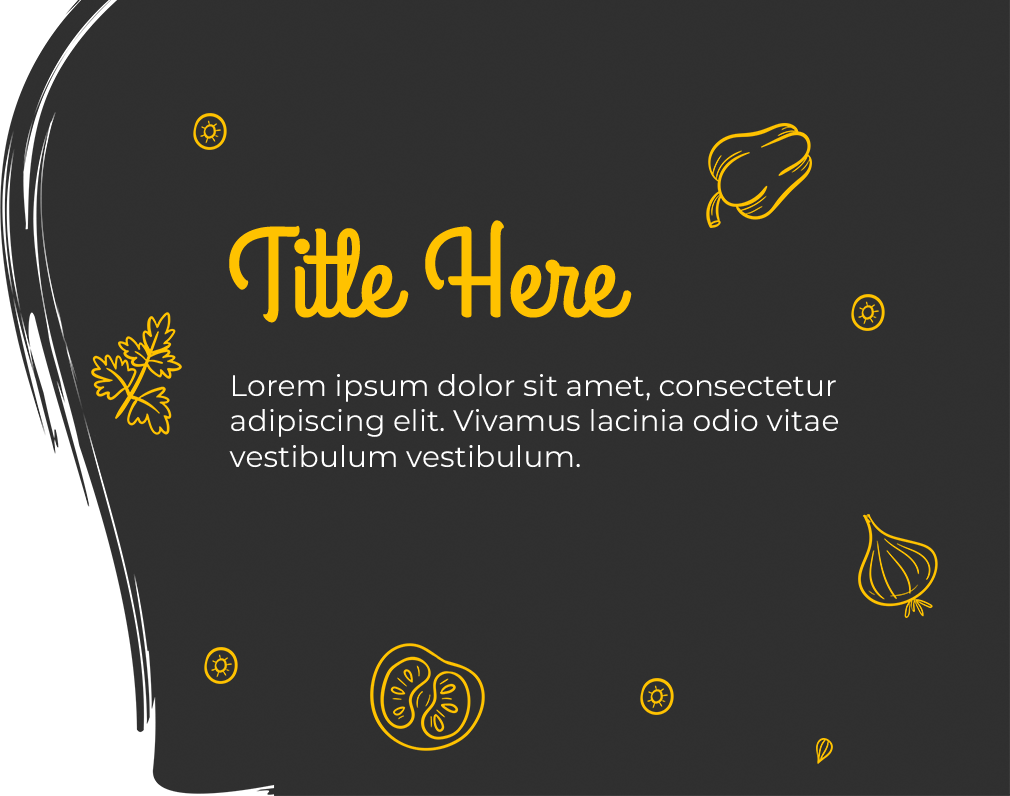 Title Here
Lorem ipsum dolor sit amet, consectetur
adipiscing elit. Vivamus lacinia odio vitae
vestibulum vestibulum.